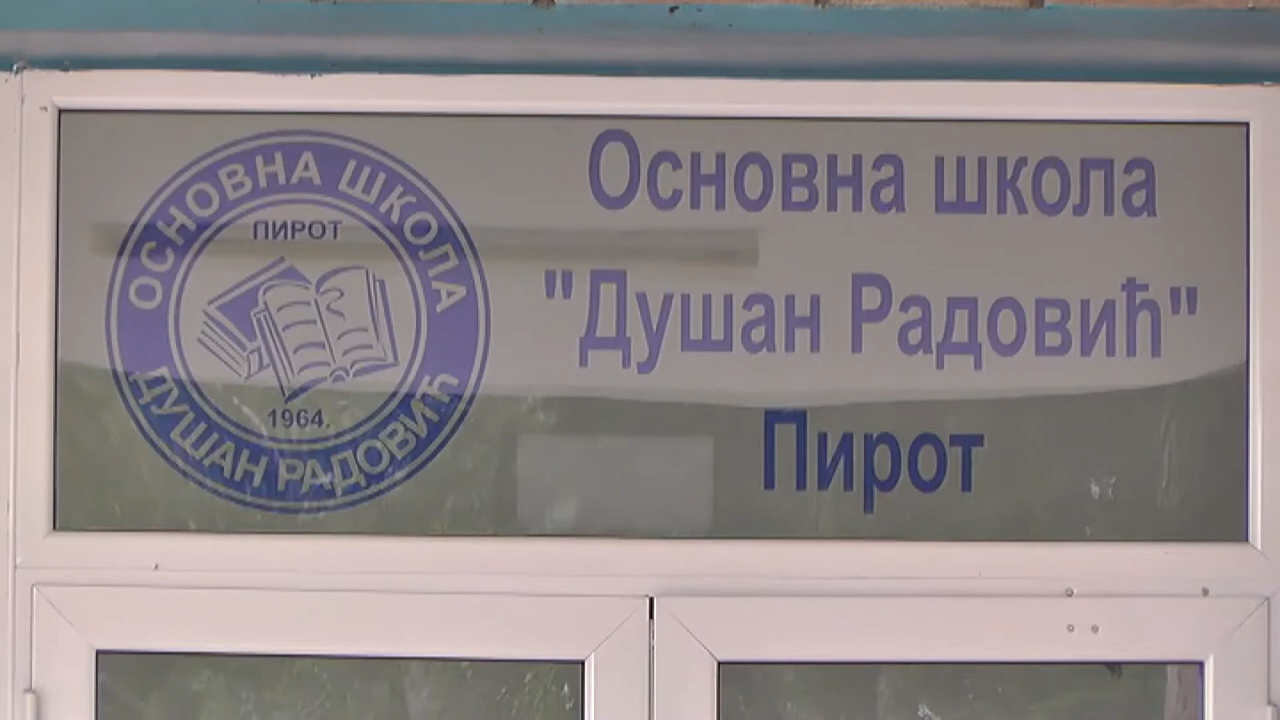 ОСНОВНА ШКОЛА
ПИРОТ
1964.
ДУШАН РАДОВИЋ
Основна школа
"Душан Радовић"
Пирот